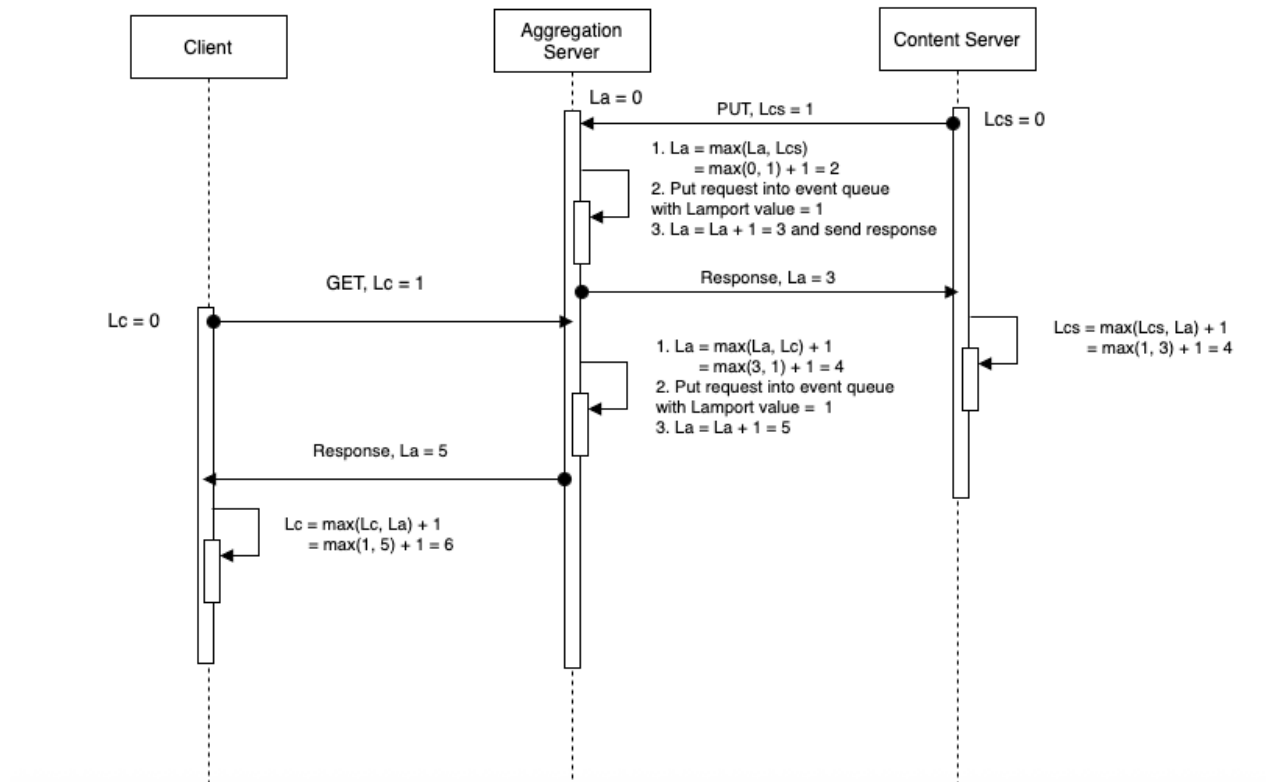 Client
Aggregation
Server
Content Server
La = 0
PUT, Lcs = 1
Lcs = 0
1. La = max(La, Lcs)
= max(0, 1) + 1 = 2
2. Put request into event queue
with Lamport value = 1
3. La = La + 1 = 3 and send response
Response, La = 3
GET, Lc = 1
Lc = 0
Lcs = max(Lcs, La) + 1
= max(1, 3) + 1 = 4
1. La = max(La, Lc) + 1
= max(3, 1) + 1 = 4
2. Put request into event queue
with Lamport value = 1
3. La = La + 1 = 5
Response, La = 5
Lc = max(Lc, La) + 1
= max(1, 5) + 1 = 6